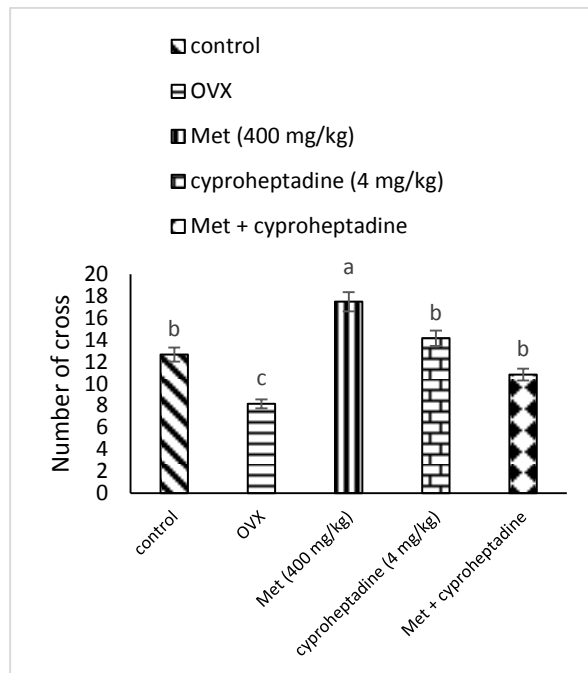 control
OVX
Met (400 mg/kg)
cyproheptadine (4 mg/kg)
Met + cyproheptadine
Number of cross
20
18
16
14
12
10
8
6
4
2
0
b
c
a
b
b
control
OVX
Met (400 mg/kg)
cyproheptadine (4 mg/kg)
Met + cyproheptadine